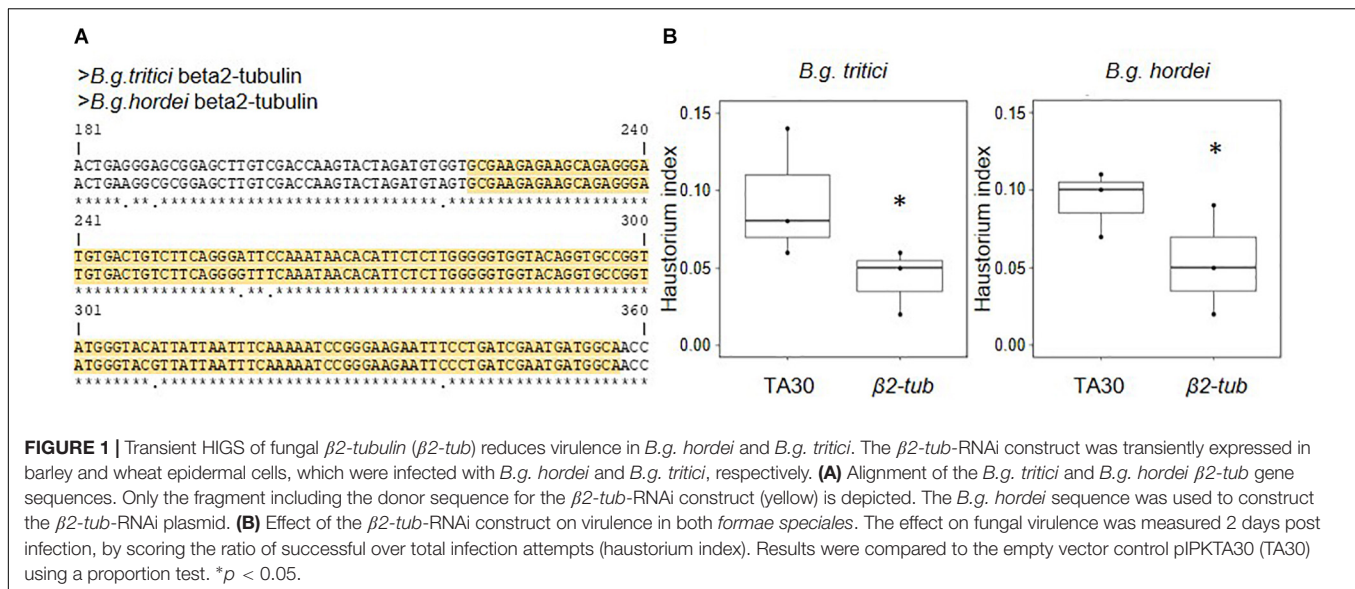 A
>B.g.tritici beta2-tubulin
>B.g.hordei beta2-tubulin
181 240
| |
ACTGAGGGAGCGGAGCTTGTCGACCAAGTACTAGATGTGGTGCGAAGAGAAGCAGAGGGA
ACTGAAGGCGCGGAGCTTGTCGACCAAGTACTAGATGTAGTGCGAAGAGAAGCAGAGGGA
*****.**.*****************************.*********************
241 300
| |
TGTGACTGTCTTCAGGGATTCCAAATAACACATTCTCTTGGGGGTGGTACAGGTGCCGGT
TGTGACTGTCTTCAGGGGTTTCAAATAACACATTCTCTTGGGGGTGGTACAGGTGCCGGT
*****************.**.***************************************
301 360
| |
ATGGGTACATTATTAATTTCAAAAATCCGGGAAGAATTTCCTGATCGAATGATGGCAACC
ATGGGTACGTTATTAATTTCAAAAATCCGGGAAGAATTCCCTGATCGAATGATGGCAACC
********.*****************************.*********************
B
B.g. tritici
Haustorium index
0.15
0.10
0.05
0.00
*
TA30 β2-tub
B.g. hordei
Haustorium index
0.15
0.10
0.05
0.00
*
TA30 β2-tub
FIGURE 1 | Transient HIGS of fungal β2-tubulin (β2-tub) reduces virulence in B.g. hordei and B.g. tritici. The β2-tub-RNAi construct was transiently expressed in
barley and wheat epidermal cells, which were infected with B.g. hordei and B.g. tritici, respectively. (A) Alignment of the B.g. tritici and B.g. hordei β2-tub gene
sequences. Only the fragment including the donor sequence for the β2-tub-RNAi construct (yellow) is depicted. The B.g. hordei sequence was used to construct
the β2-tub-RNAi plasmid. (B) Effect of the β2-tub-RNAi construct on virulence in both formae speciales. The effect on fungal virulence was measured 2 days post
infection, by scoring the ratio of successful over total infection attempts (haustorium index). Results were compared to the empty vector control pIPKTA30 (TA30)
using a proportion test. *p < 0.05.